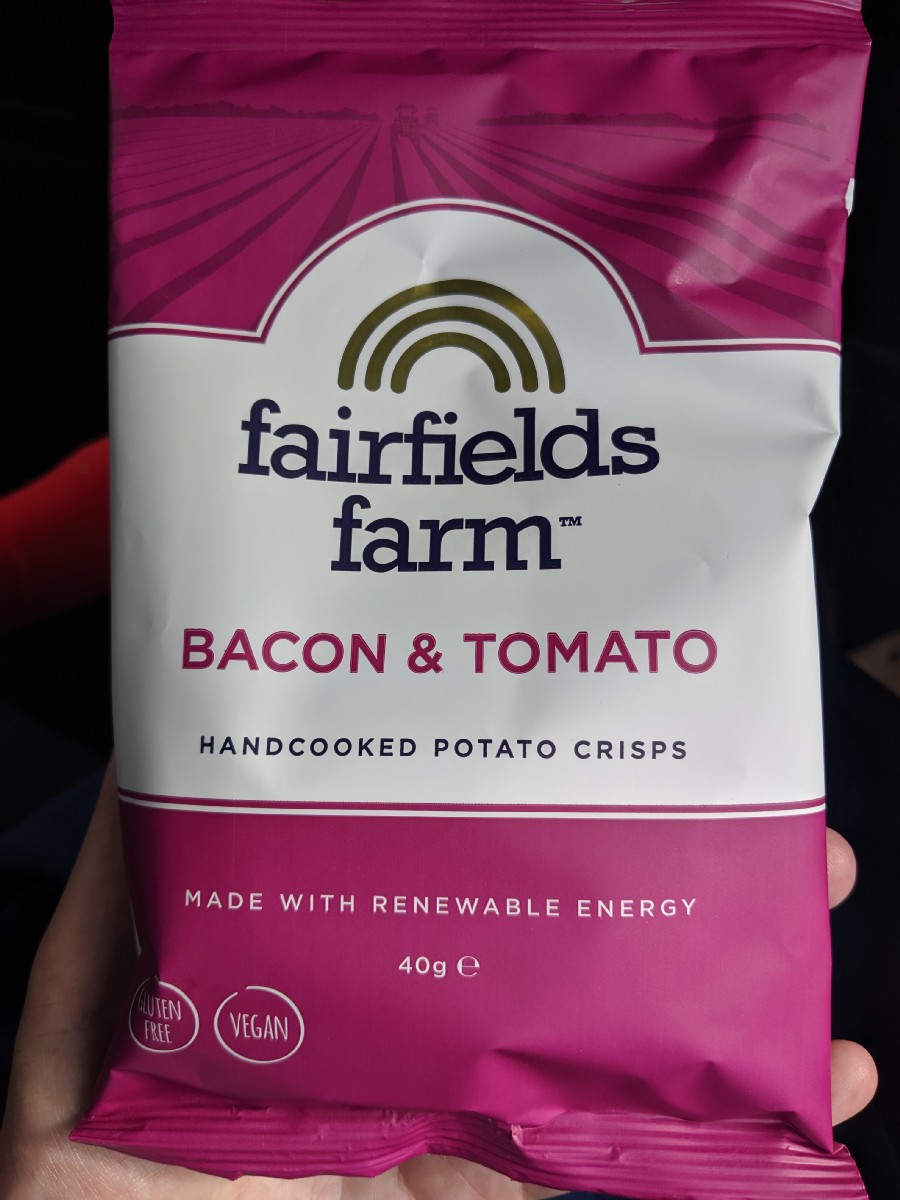 fairfields
farm™
BACON & TOMATO
HANDCOOKED POTATO CRISPS
MADE WITH RENEWABLE ENERGY
40g ℮
GLUTEN
FREE
VEGAN